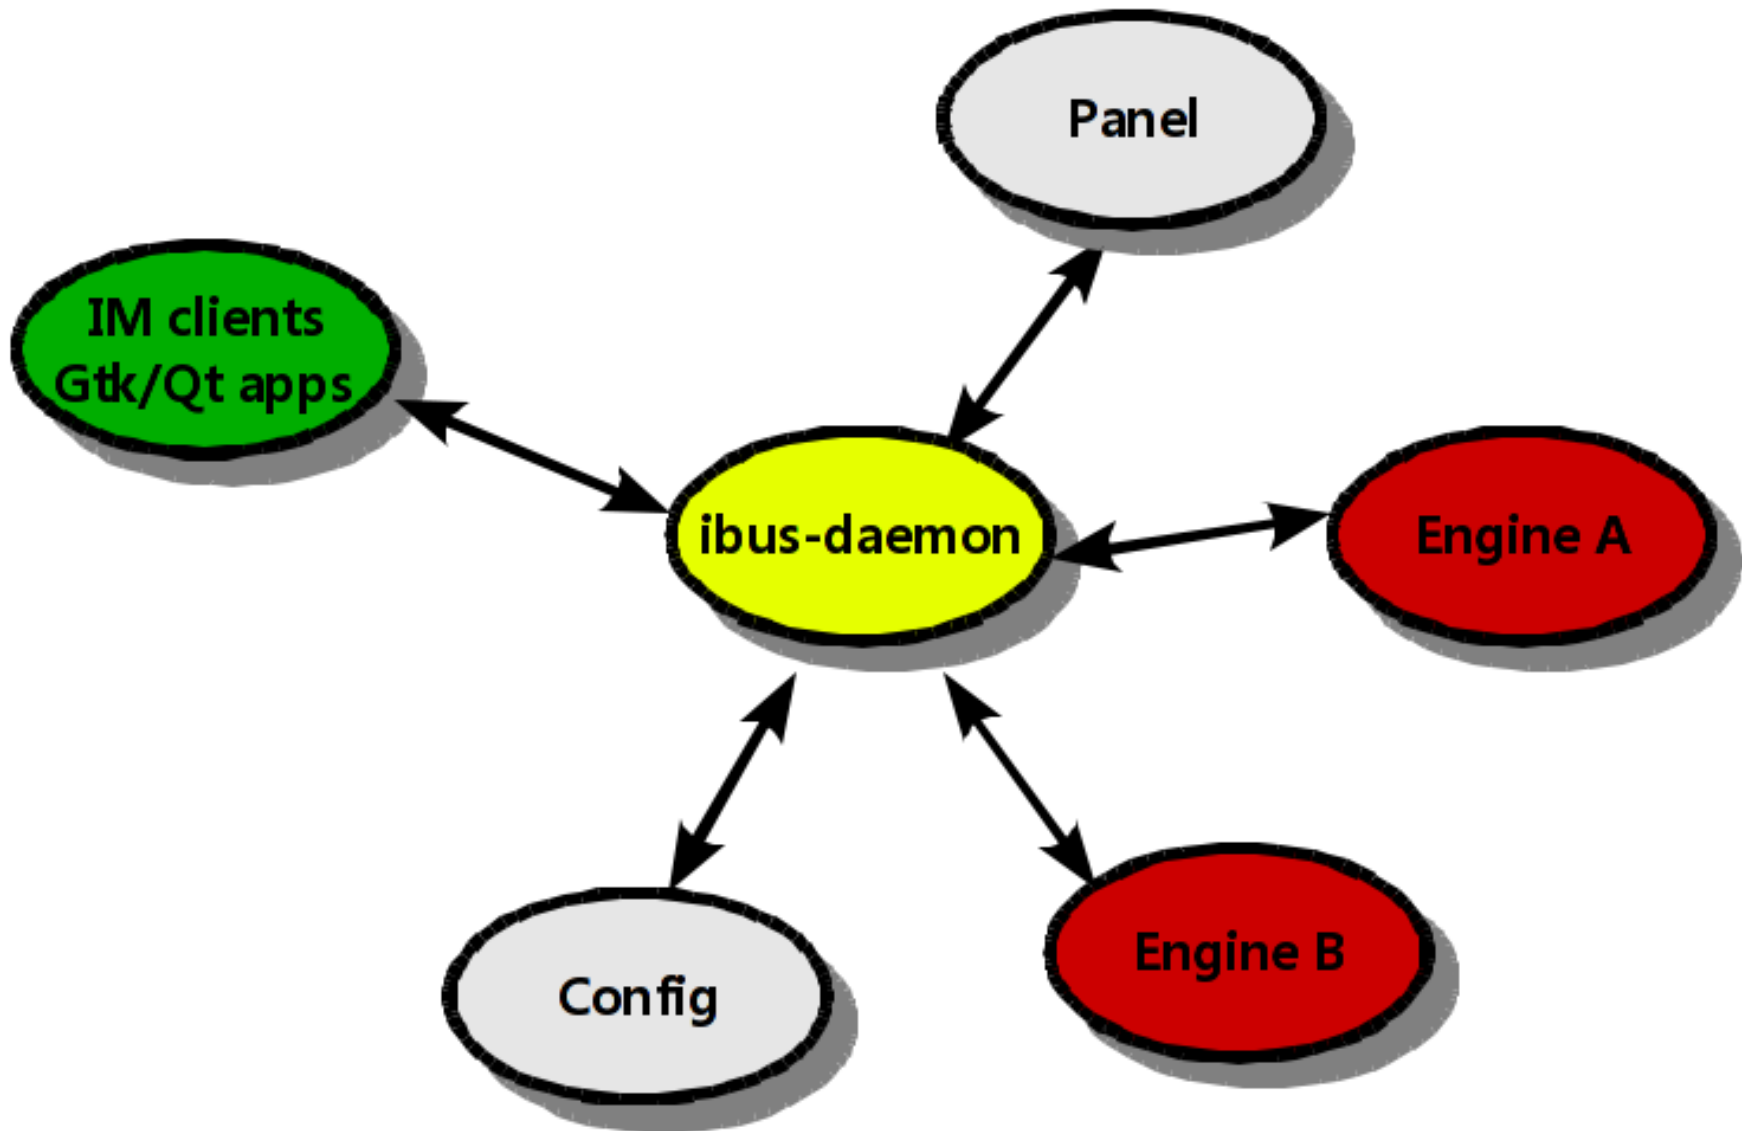 Panel
IM clients
Gtk/Qt apps
ibus-daemon
Engine A
Engine B
Config